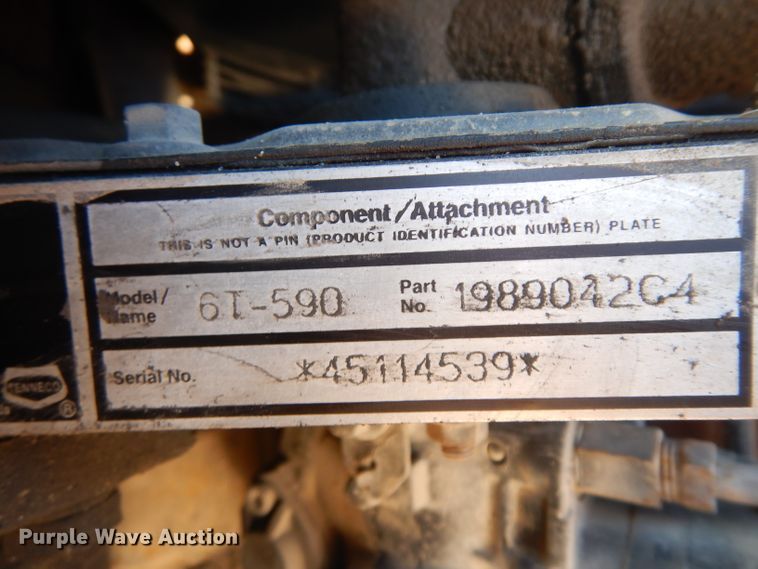 Component/Attachment
THIS IS NOT A PIN (PRODUCT IDENTIFICATION NUMBER) PLATE
Model/ Name 6T-590 Part No. 1989042C4
Serial No. *45114539*
TENNECO
®
Purple Wave Auction